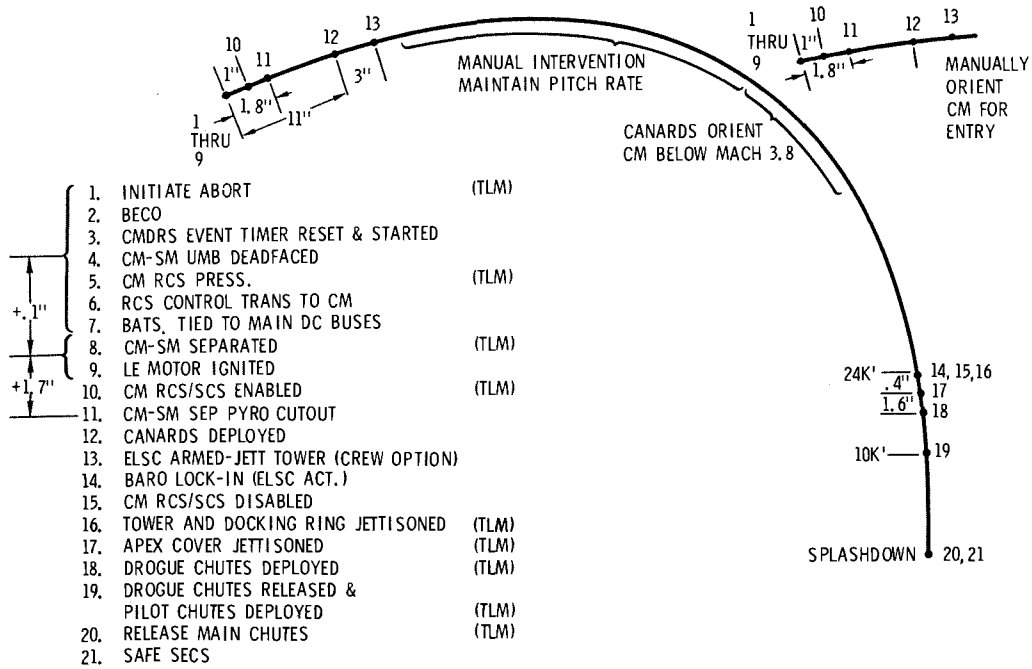 13
12
11
10
1"
3"
1.8"
11"
1
THRU
9
MANUAL INTERVENTION
MAINTAIN PITCH RATE
CANARDS ORIENT
CM BELOW MACH 3.8
1
THRU
9
10
11
12
13
1"
1.8"
MANUALLY
ORIENT
CM FOR
ENTRY
1. INITIATE ABORT (TLM)
2. BECO
3. CMDRS EVENT TIMER RESET & STARTED
4. CM-SM UMB DEADFACED
5. CM RCS PRESS. (TLM)
6. RCS CONTROL TRANS TO CM
7. BATS. TIED TO MAIN DC BUSES
8. CM-SM SEPARATED (TLM)
9. LE MOTOR IGNITED
10. CM RCS/SCS ENABLED (TLM)
11. CM-SM SEP PYRO CUTOUT
12. CANARDS DEPLOYED
13. ELSC ARMED-JETT TOWER (CREW OPTION)
14. BARO LOCK-IN (ELSC ACT.)
15. CM RCS/SCS DISABLED
16. TOWER AND DOCKING RING JETTISONED (TLM)
17. APEX COVER JETTISONED (TLM)
18. DROGUE CHUTES DEPLOYED (TLM)
19. DROGUE CHUTES RELEASED &
PILOT CHUTES DEPLOYED (TLM)
20. RELEASE MAIN CHUTES (TLM)
21. SAFE SECS
+.1"
+1.7"
24K' 14, 15, 16
.4" 17
1.6" 18
10K' 19
SPLASHDOWN 20, 21